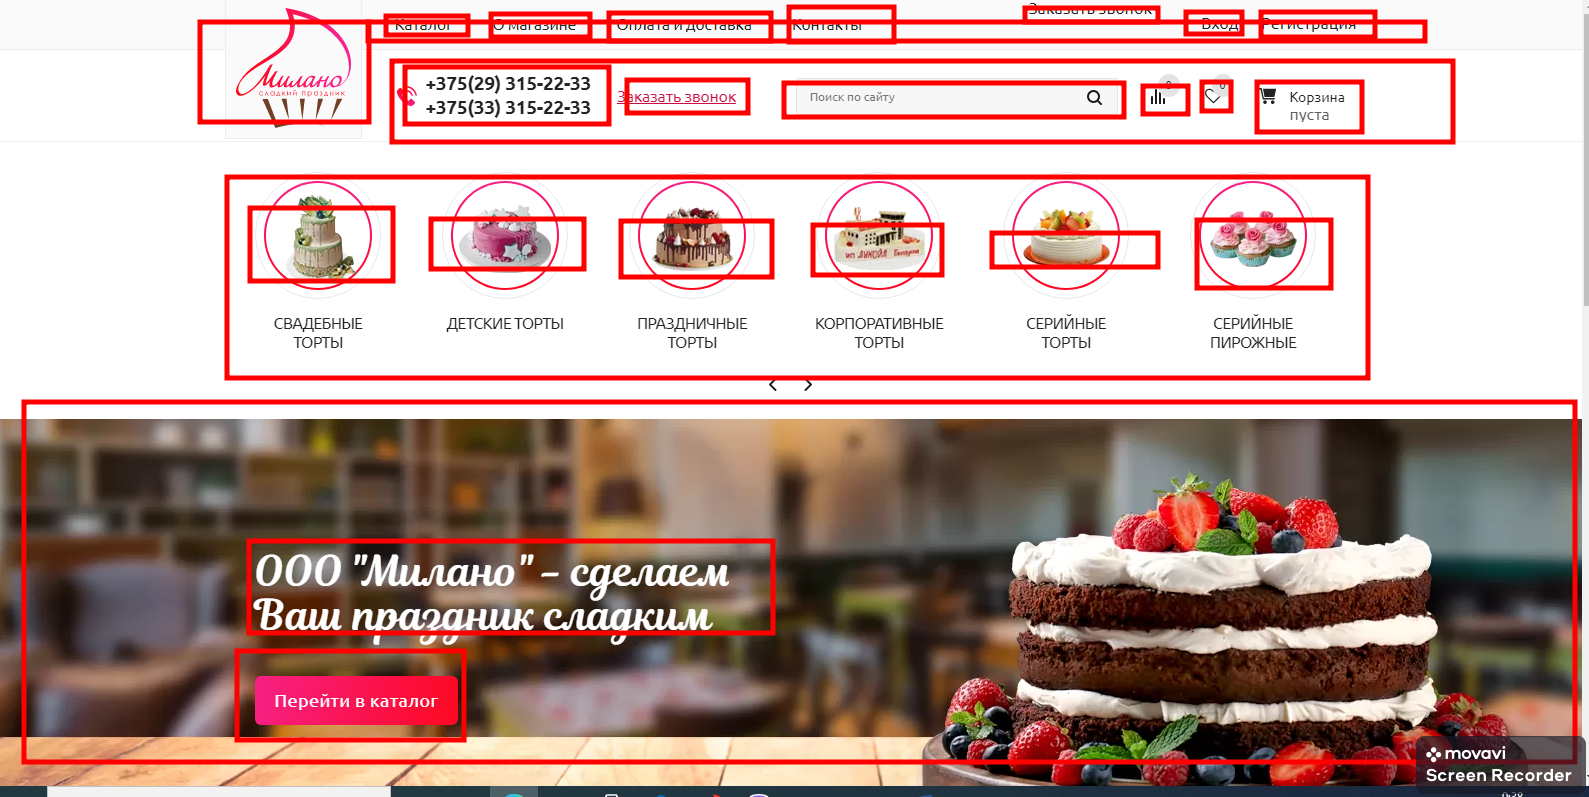 Заказать звонок
Каталог
О магазине
Оплата и доставка
Контакты
Вход
Регистрация
Милано
СЛАДКИЙ ПРАЗДНИК
+375(29) 315-22-33
+375(33) 315-22-33
Заказать звонок
Поиск по сайту
0
0
Корзина
пуста
СВАДЕБНЫЕ
ТОРТЫ
ДЕТСКИЕ ТОРТЫ
ПРАЗДНИЧНЫЕ
ТОРТЫ
КОРПОРАТИВНЫЕ
ТОРТЫ
СЕРИЙНЫЕ
ТОРТЫ
СЕРИЙНЫЕ
ПИРОЖНЫЕ
ООО "Милано" – сделаем
Ваш праздник сладким
Перейти в каталог
movavi
Screen Recorder